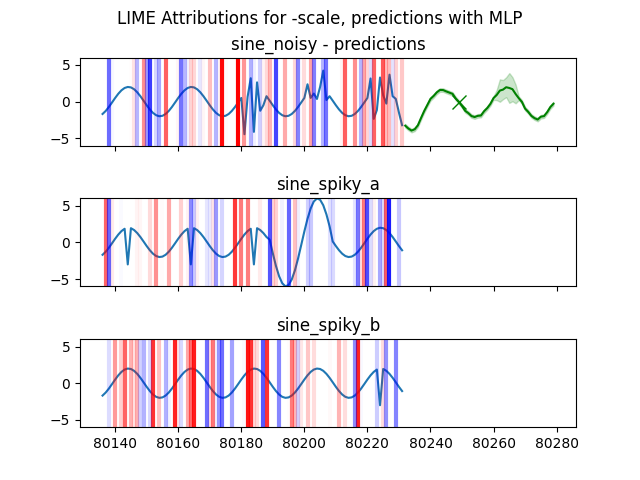 LIME Attributions for -scale, predictions with MLP
sine_noisy - predictions
5
0
−5
sine_spiky_a
5
0
−5
sine_spiky_b
5
0
−5
80140 80160 80180 80200 80220 80240 80260 80280